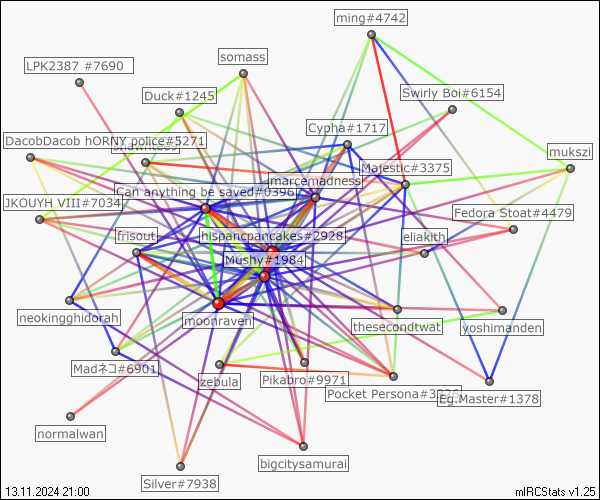 ming#4742
somass
LPK2387 #7690
Swirly Boi#6154
Duck#1245
Cypha#1717
DacobDacob hORNY police#5271
mukszi
Majestic#3375
marcemadness
Can anything be saved#0396
JKOUYH VIII#7034
Fedora Stoat#4479
frisout
hispancpancakes#2928
eliakith
Mushy#1984
neokingghidorah
moonraven
thesecondtwat
yoshimanden
Madネコ#6901
zebula
Pikabro#9971
Pocket Persona
Eg.Master#1378
normalwan
bigcitysamurai
Silver#7938
13.11.2024 21:00
mIRCStats v1.25